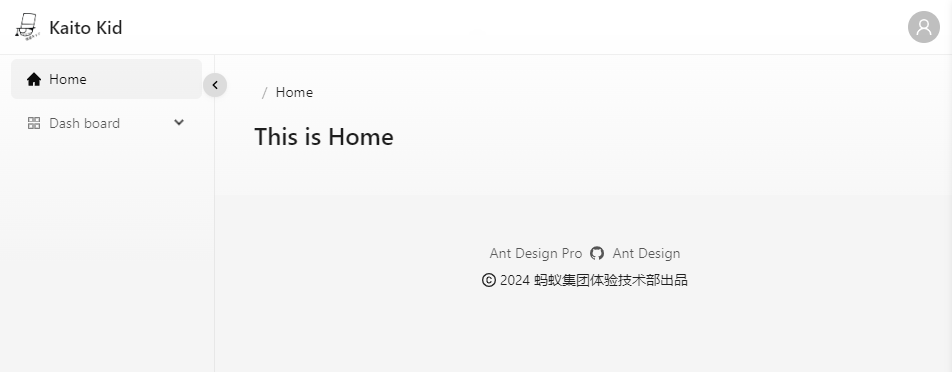 Kaito Kid
Home
Dash board
/ Home
This is Home
Ant Design Pro Ant Design
© 2024 蚂蚁集团体验技术部出品